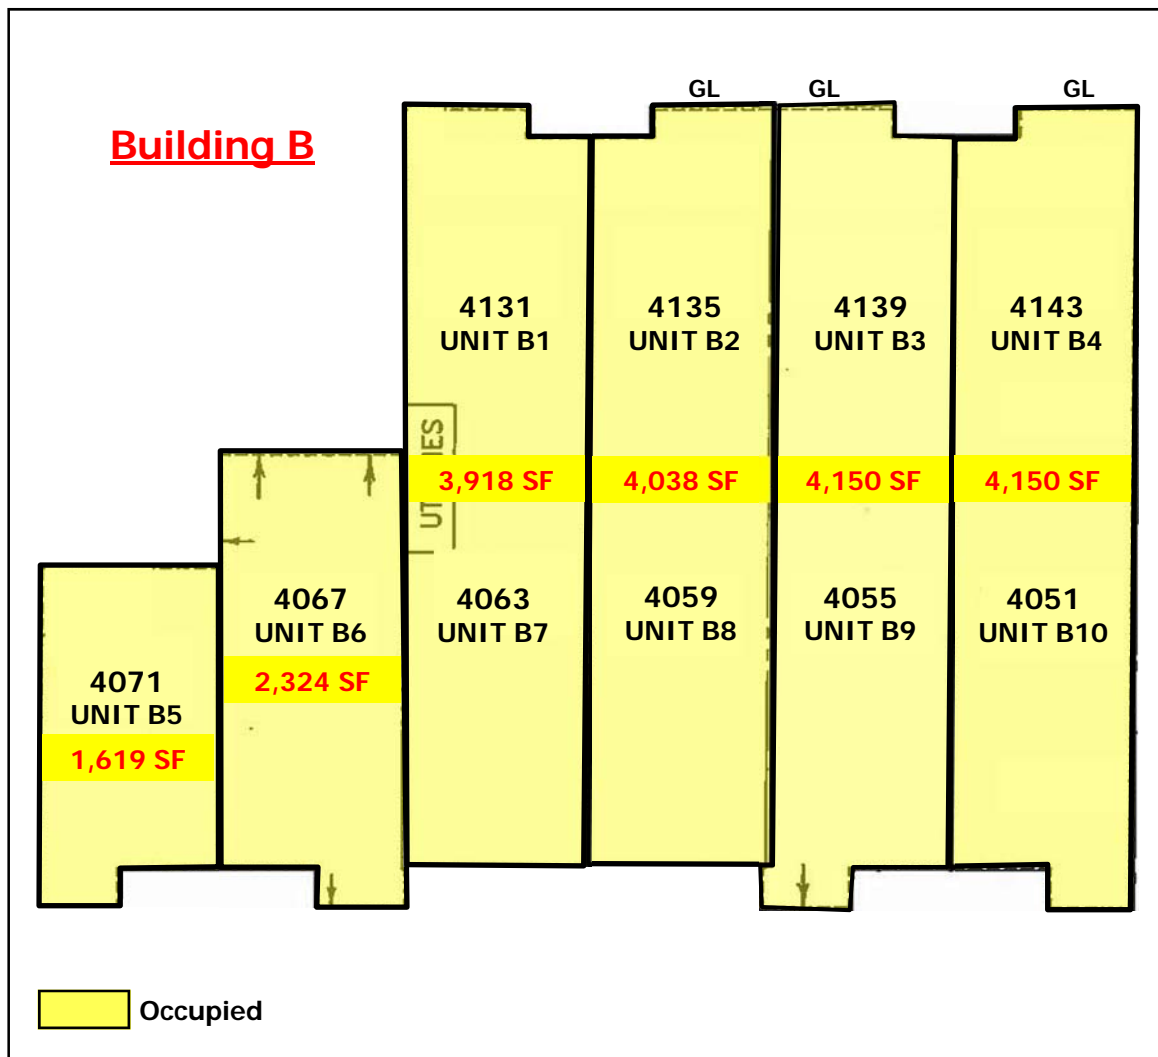 GL
GL
GL
Building B
4131
UNIT B1
4135
UNIT B2
4139
UNIT B3
4143
UNIT B4
3,918 SF
4,038 SF
4,150 SF
4,150 SF
4067
UNIT B6
2,324 SF
4063
UNIT B7
4059
UNIT B8
4055
UNIT B9
4051
UNIT B10
4071
UNIT B5
1,619 SF
Occupied